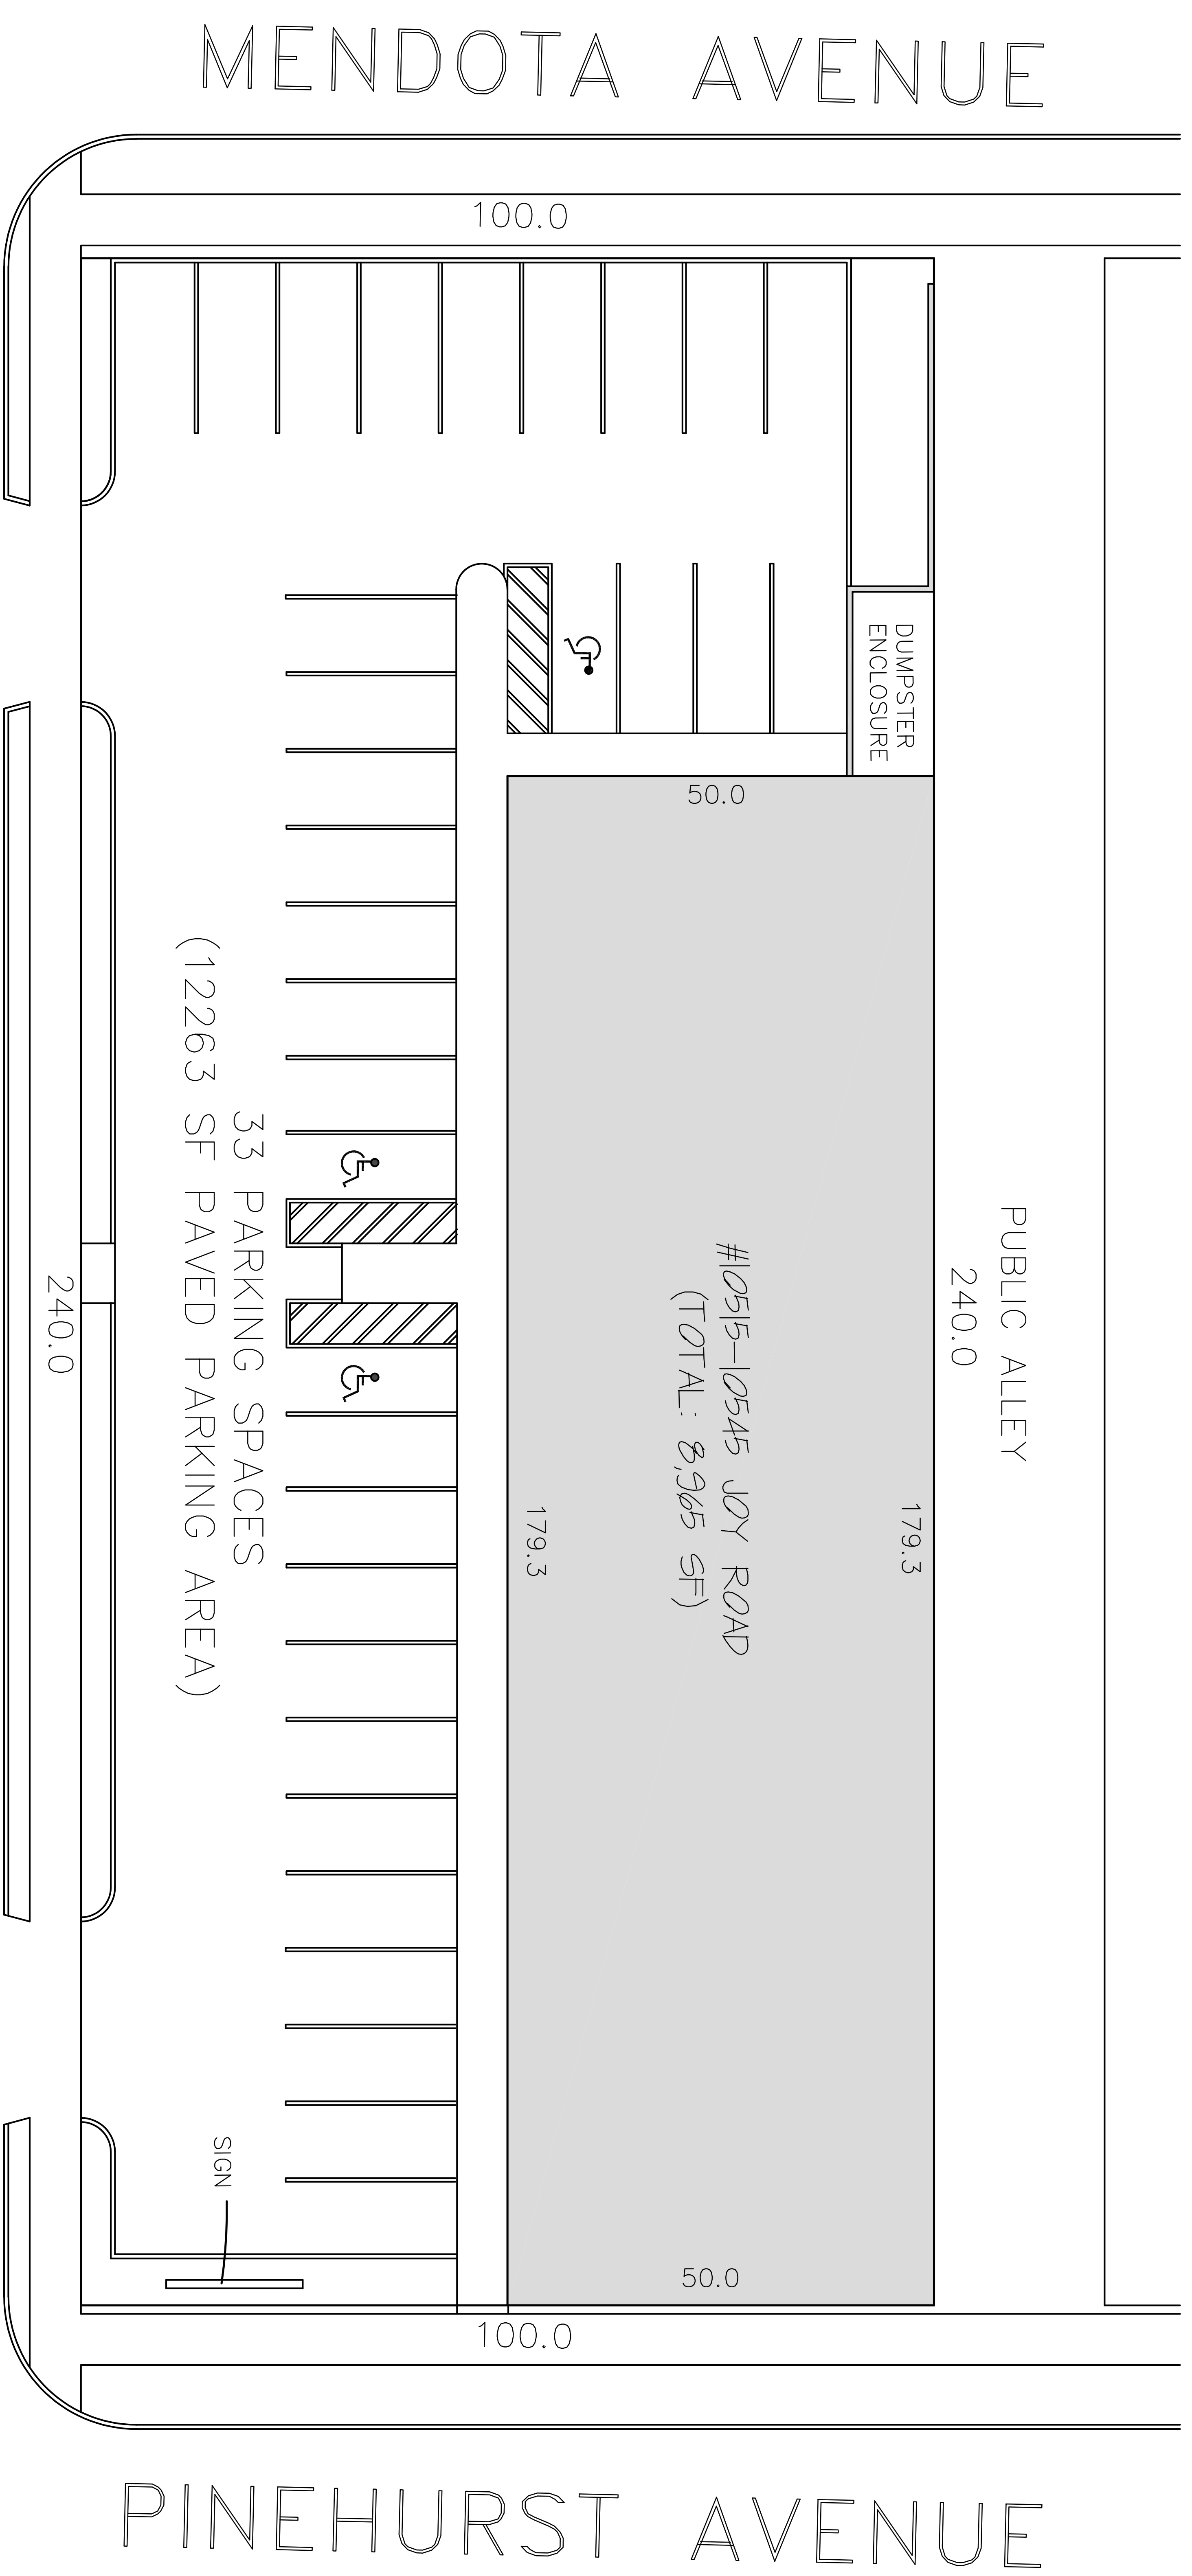 MENDOTA AVENUE
100.0
DUMPSTER
ENCLOSURE
50.0
33 PARKING SPACES
(12263 SF PAVED PARKING AREA)
240.0
#10515-10545 JOY ROAD
(TOTAL: 8,965 SF)
PUBLIC ALLEY
240.0
179.3
179.3
SIGN
50.0
100.0
PINEHURST AVENUE